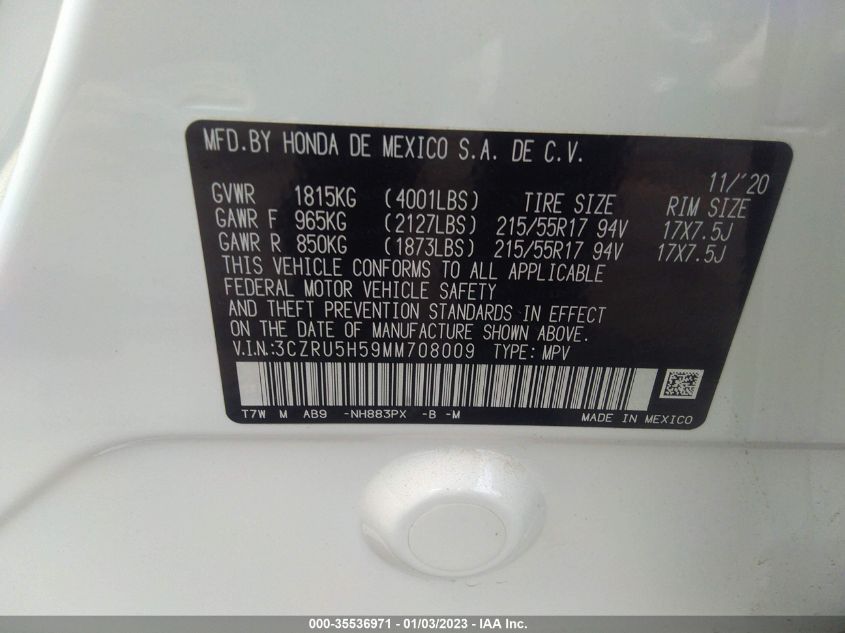 MFD.BY HONDA DE MEXICO S.A. DE C.V.
11/'20
GVWR 1815KG (4001LBS) TIRE SIZE RIM SIZE
GAWR F 965KG (2127LBS) 215/55R17 94V 17X7.5J
GAWR R 850KG (1873LBS) 215/55R17 94V 17X7.5J
THIS VEHICLE CONFORMS TO ALL APPLICABLE
FEDERAL MOTOR VEHICLE SAFETY
AND THEFT PREVENTION STANDARDS IN EFFECT
ON THE DATE OF MANUFACTURE SHOWN ABOVE.
V.I.N:3CZRU5H59MM708009 TYPE: MPV
T7W M AB9 -NH883PX -B -M
MADE IN MEXICO
000-35536971 - 01/03/2023 - IAA Inc.